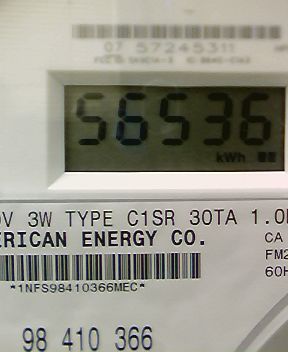 07 57245311
56536
kWh
V 3W TYPE C1SR 30TA 1.0
ERICAN ENERGY CO.
CA
FM2
60H
*1NFS98410366MEC*
98 410 366